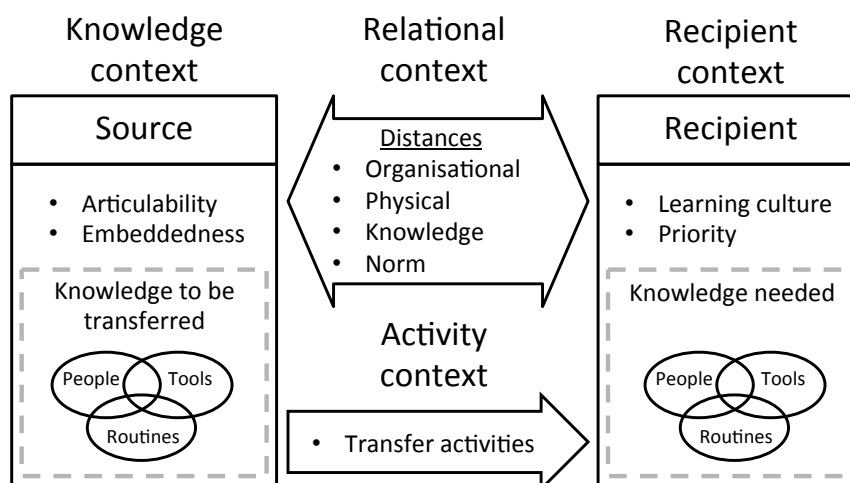 Knowledge
context
Source
• Articulability
• Embeddedness
Knowledge to be
transferred
People
Tools
Routines
Relational
context
Distances
• Organisational
• Physical
• Knowledge
• Norm
Activity
context
• Transfer activities
Recipient
context
Recipient
• Learning culture
• Priority
Knowledge needed
People
Tools
Routines